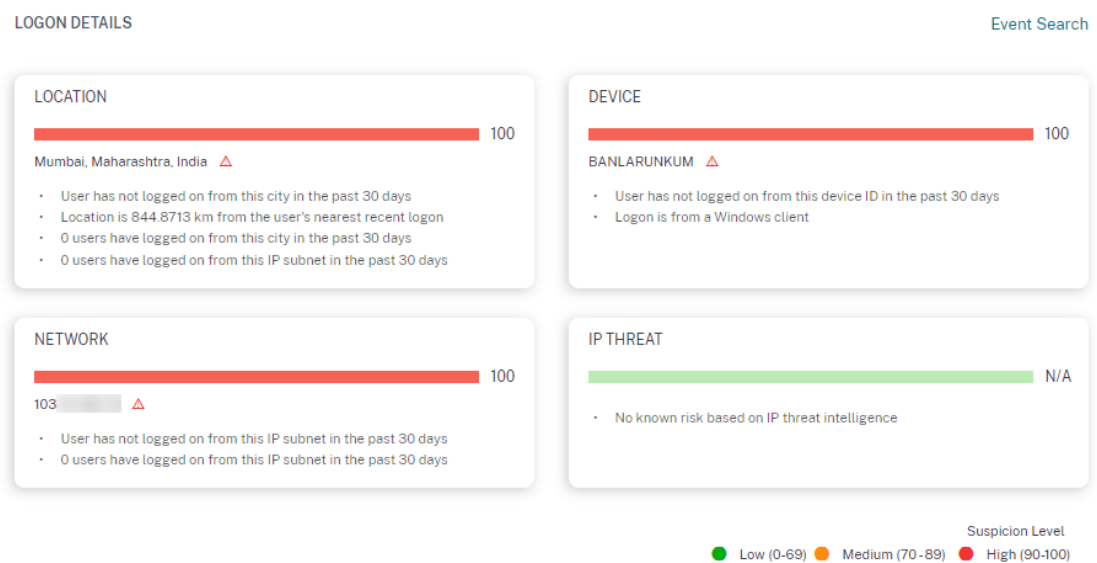 LOGON DETAILS
Event Search
LOCATION
100
Mumbai, Maharashtra, India
• User has not logged on from this city in the past 30 days
• Location is 844.8713 km from the user's nearest recent logon
• 0 users have logged on from this city in the past 30 days
• 0 users have logged on from this IP subnet in the past 30 days
DEVICE
100
BANLARUNKUM
• User has not logged on from this device ID in the past 30 days
• Logon is from a Windows client
NETWORK
100
103
• User has not logged on from this IP subnet in the past 30 days
• 0 users have logged on from this IP subnet in the past 30 days
IP THREAT
N/A
• No known risk based on IP threat intelligence
Suspicion Level
Low (0-69) Medium (70-89) High (90-100)